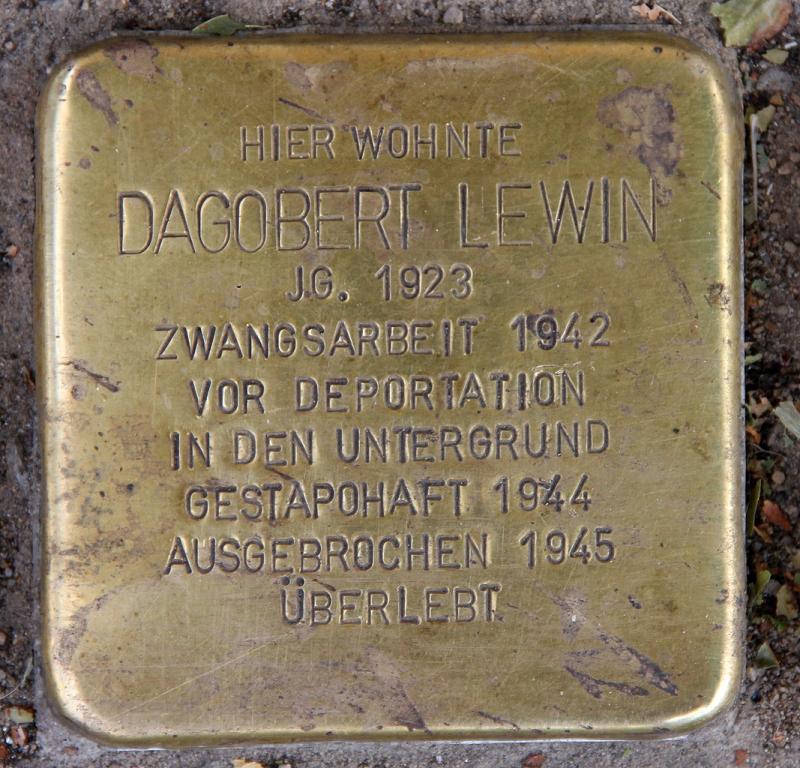 HIER WOHNTE
DAGOBERT LEWIN
JG. 1923
ZWANGSARBEIT 1942
VOR DEPORTATION
IN DEN UNTERGRUND
GESTAPOHAFT 1944
AUSGEBROCHEN 1945
ÜBERLEBT